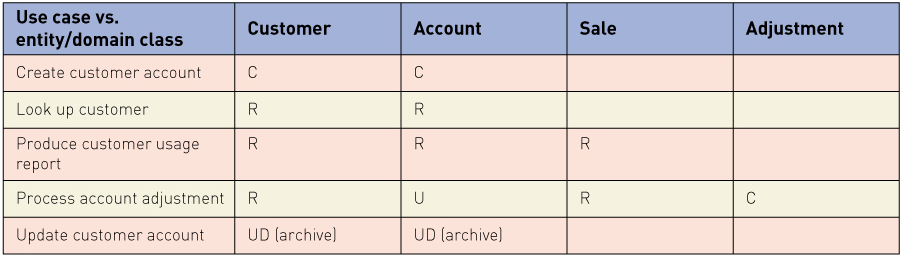 Use case vs. entity/domain class Customer Account Sale Adjustment
Create customer account C C
Look up customer R R
Produce customer usage report R R R
Process account adjustment R U R C
Update customer account UD (archive) UD (archive)